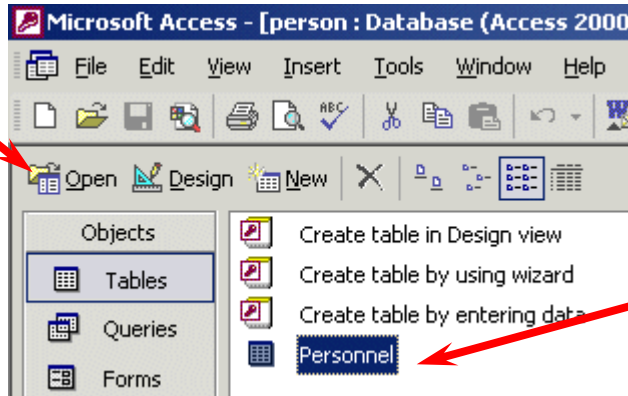 Microsoft Access - [person : Database (Access 2000
File Edit View Insert Tools Window Help
ABC
Open Design New
Objects
Create table in Design view
Tables
Create table by using wizard
Create table by entering data
Queries
Personnel
Forms